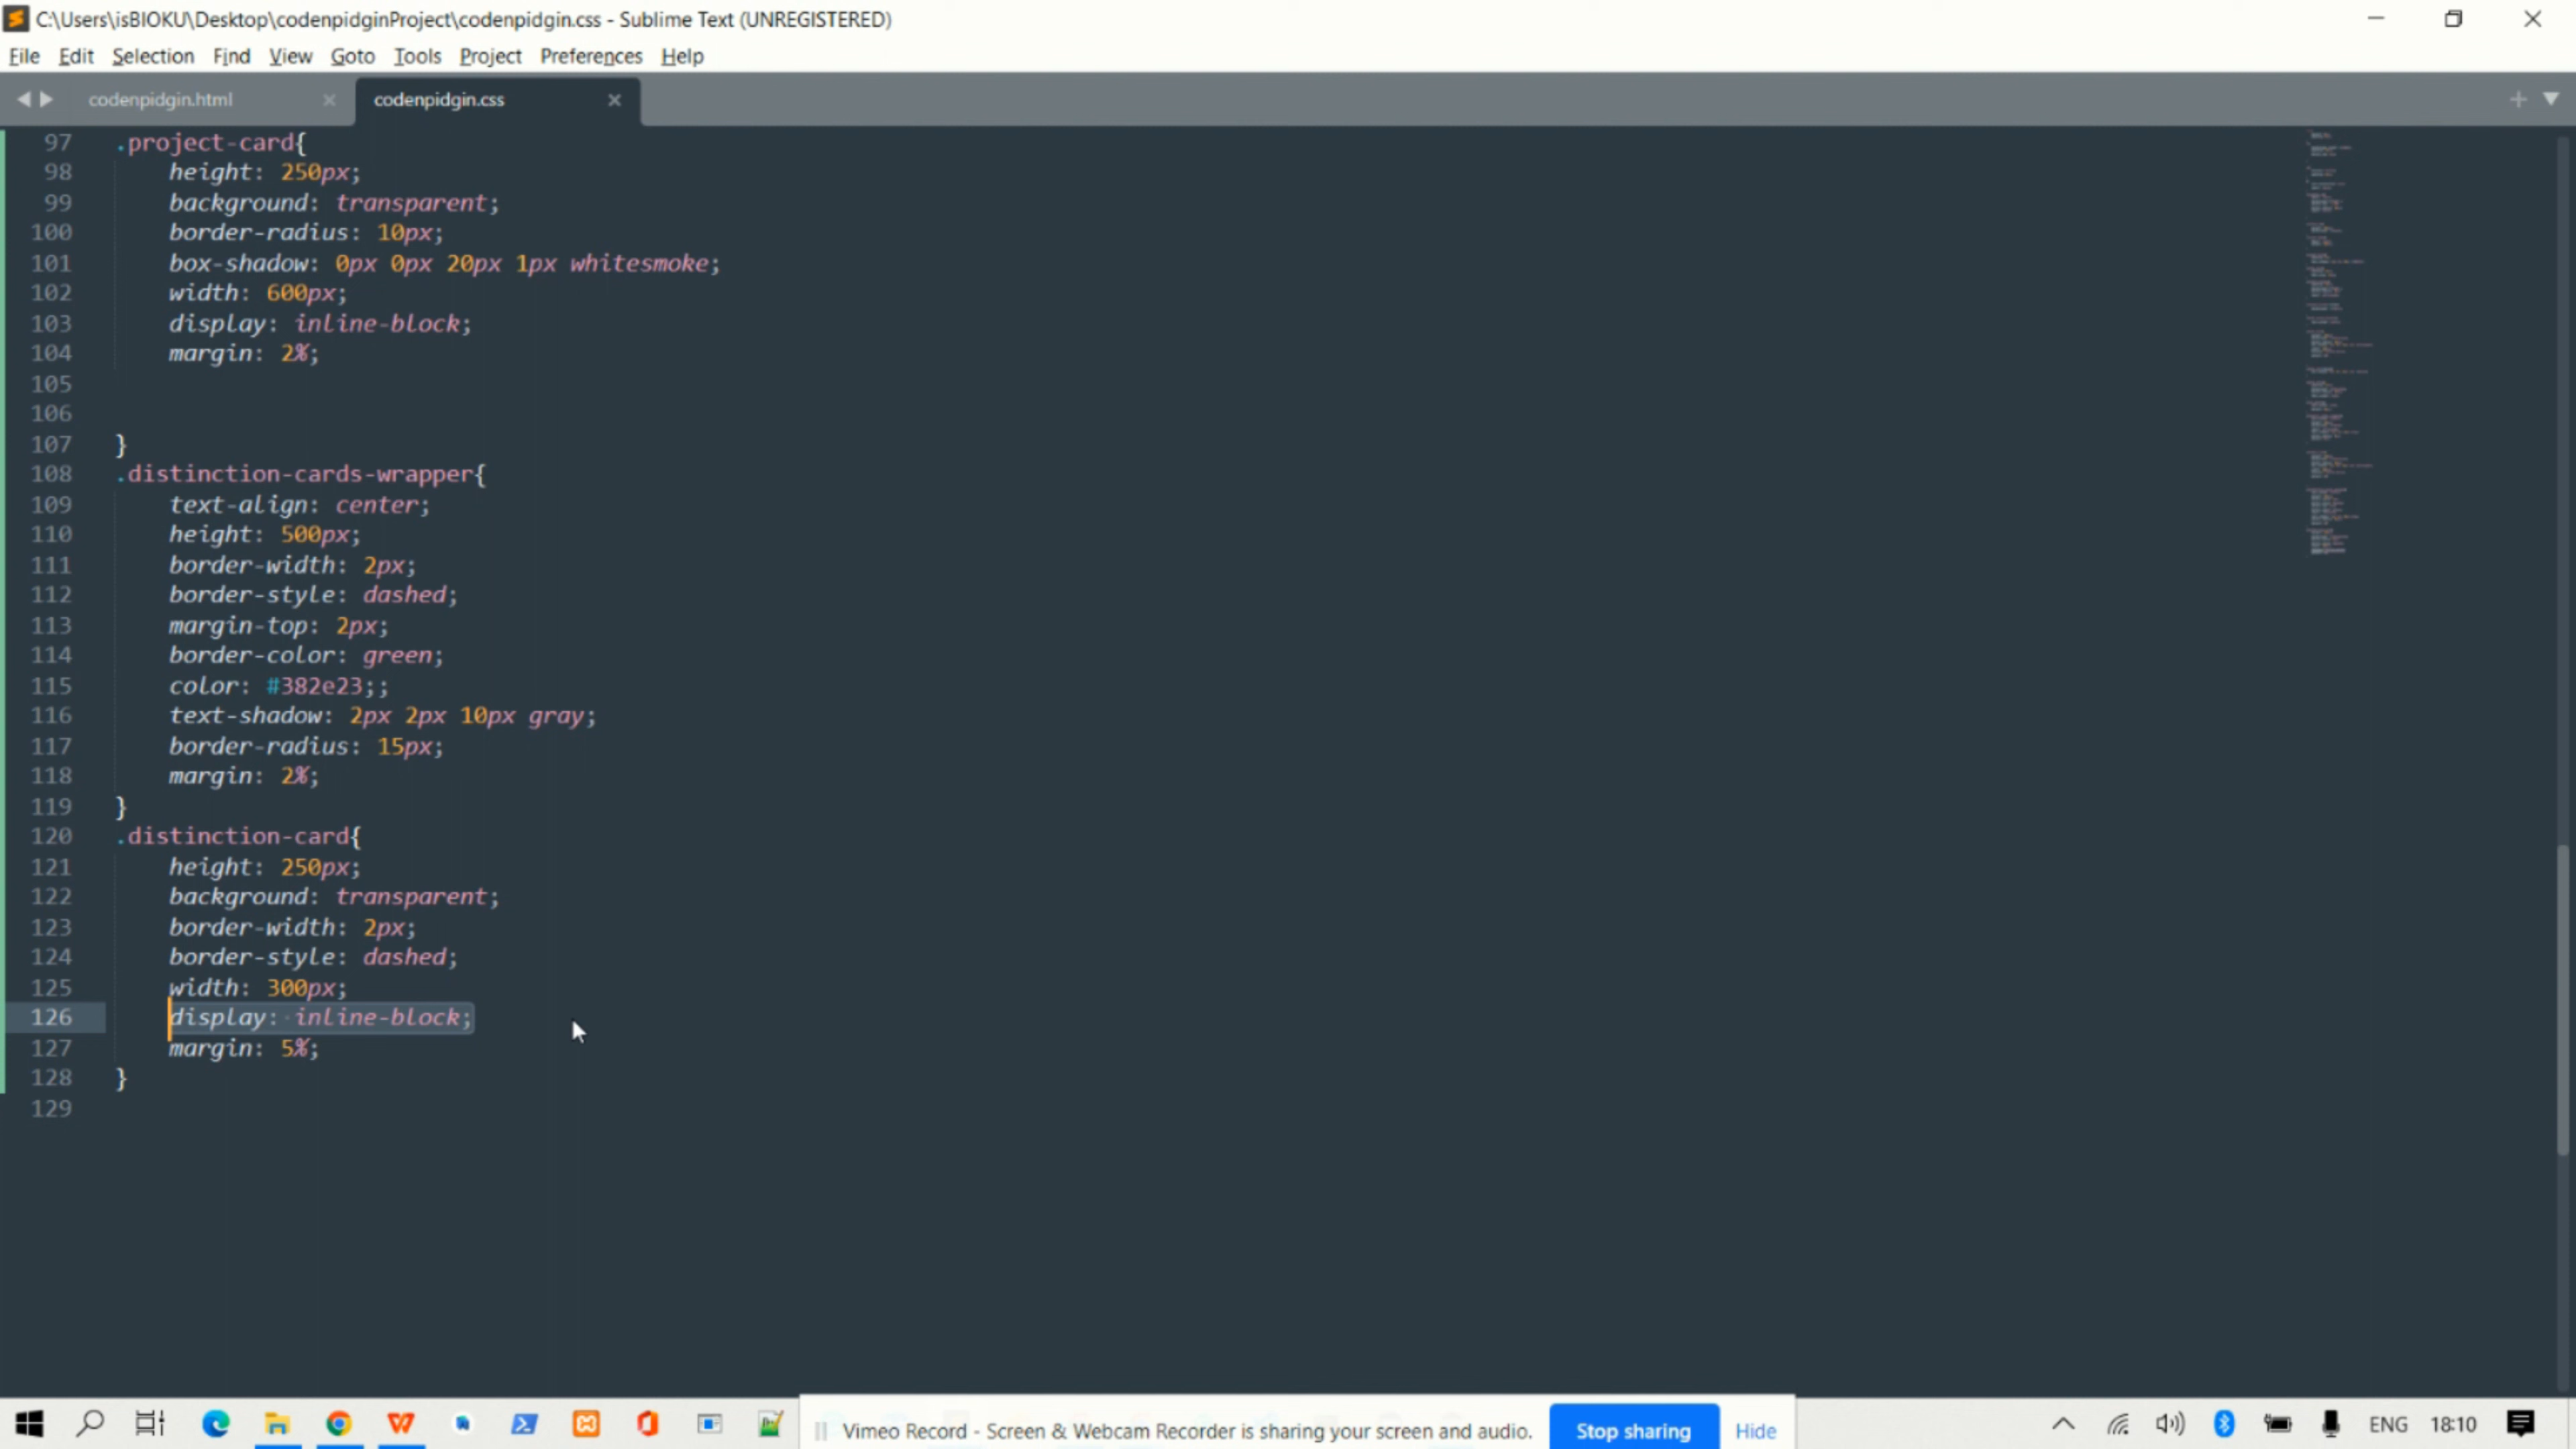 C:\Users\isBIOKU\Desktop\codenpidginProject\codenpidgin.css - Sublime Text (UNREGISTERED)
File Edit Selection Find View Goto Tools Project Preferences Help
codenpidgin.html codenpidgin.css
97 .project-card{
98 height: 250px;
99 background: transparent;
100 border-radius: 10px;
101 box-shadow: 0px 0px 20px 1px whitesmoke;
102 width: 600px;
103 display: inline-block;
104 margin: 2%;
105
106
107 }
108 .distinction-cards-wrapper{
109 text-align: center;
110 height: 500px;
111 border-width: 2px;
112 border-style: dashed;
113 margin-top: 2px;
114 border-color: green;
115 color: #382e23;;
116 text-shadow: 2px 2px 10px gray;
117 border-radius: 15px;
118 margin: 2%;
119 }
120 .distinction-card{
121 height: 250px;
122 background: transparent;
123 border-width: 2px;
124 border-style: dashed;
125 width: 300px;
126 display: inline-block;
127 margin: 5%;
128 }
129
Vimeo Record - Screen & Webcam Recorder is sharing your screen and audio. Stop sharing Hide
ENG 18:10